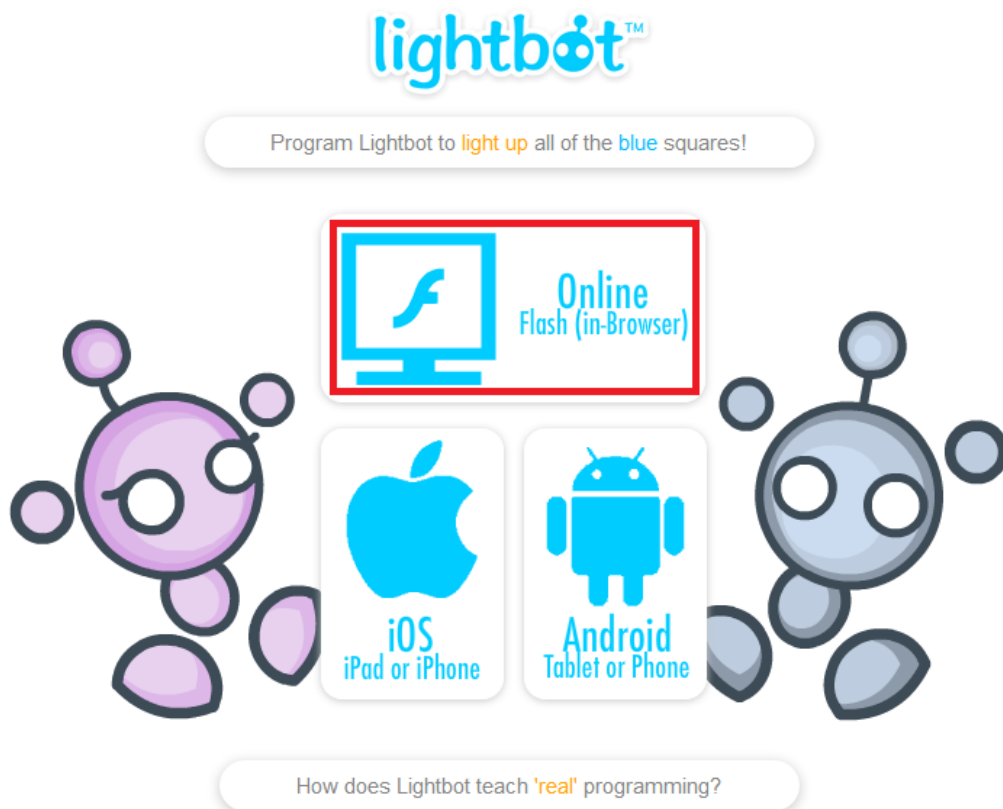 lightbot™
Program Lightbot to light up all of the blue squares!
Online
Flash (in-Browser)
iOS
iPad or iPhone
Android
Tablet or Phone
How does Lightbot teach 'real' programming?